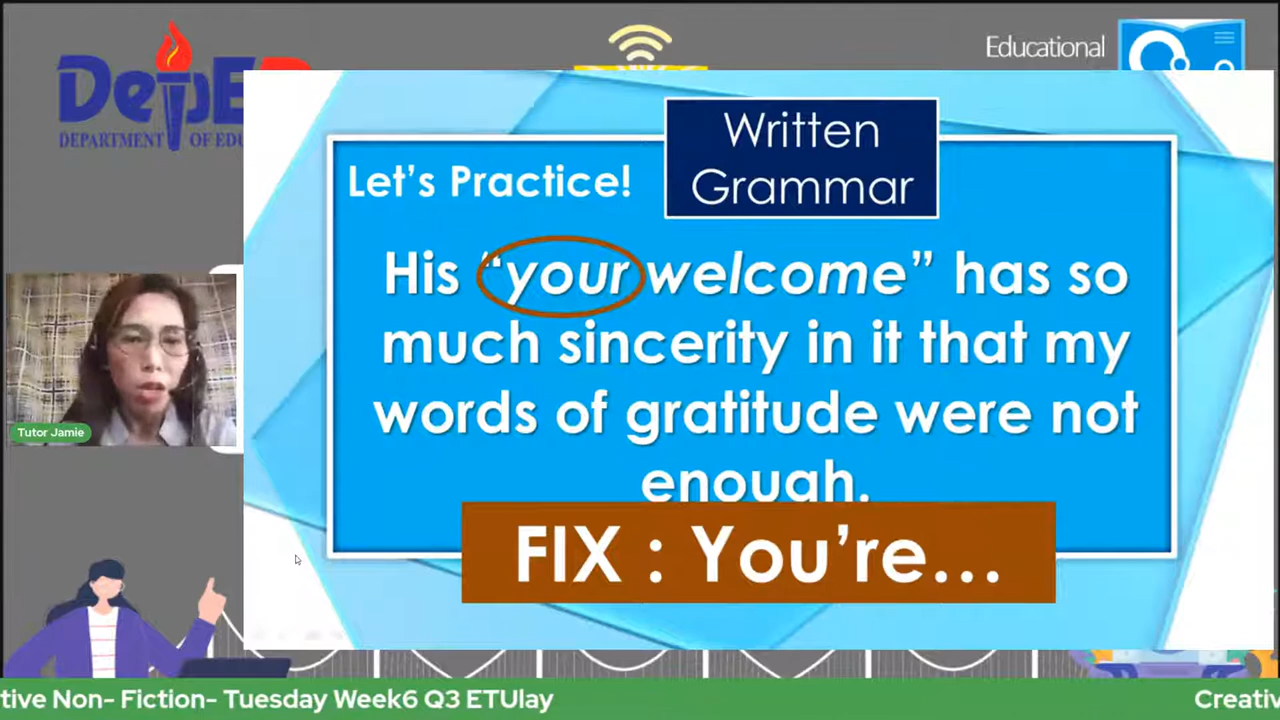 DepE
DEPARTMENT OF EDU
Educational
Written
Grammar
Let's Practice!
His “your welcome” has so
much sincerity in it that my
words of gratitude were not
enough.
FIX : You're...
Tutor Jamie
tive Non- Fiction- Tuesday Week6 Q3 ETUlay
Creativ